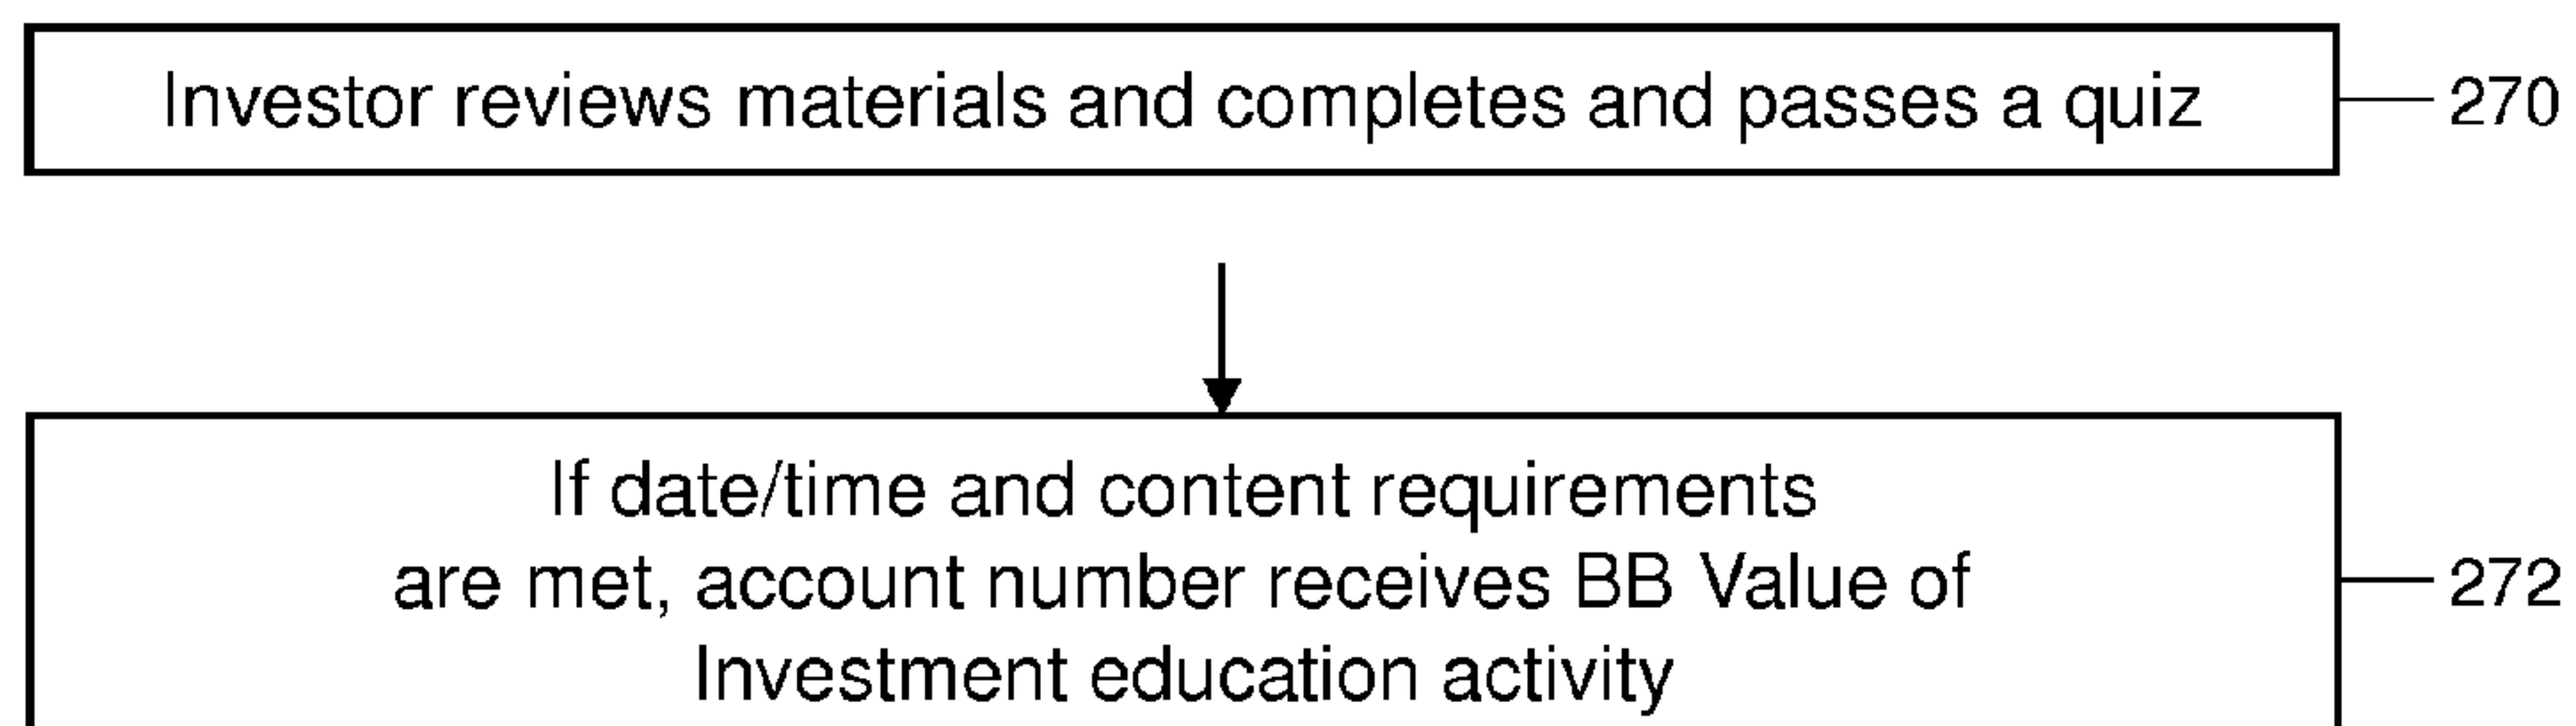 Investor reviews materials and completes and passes a quiz
270
If date/time and content requirements
are met, account number receives BB Value of
272
Investment education activity